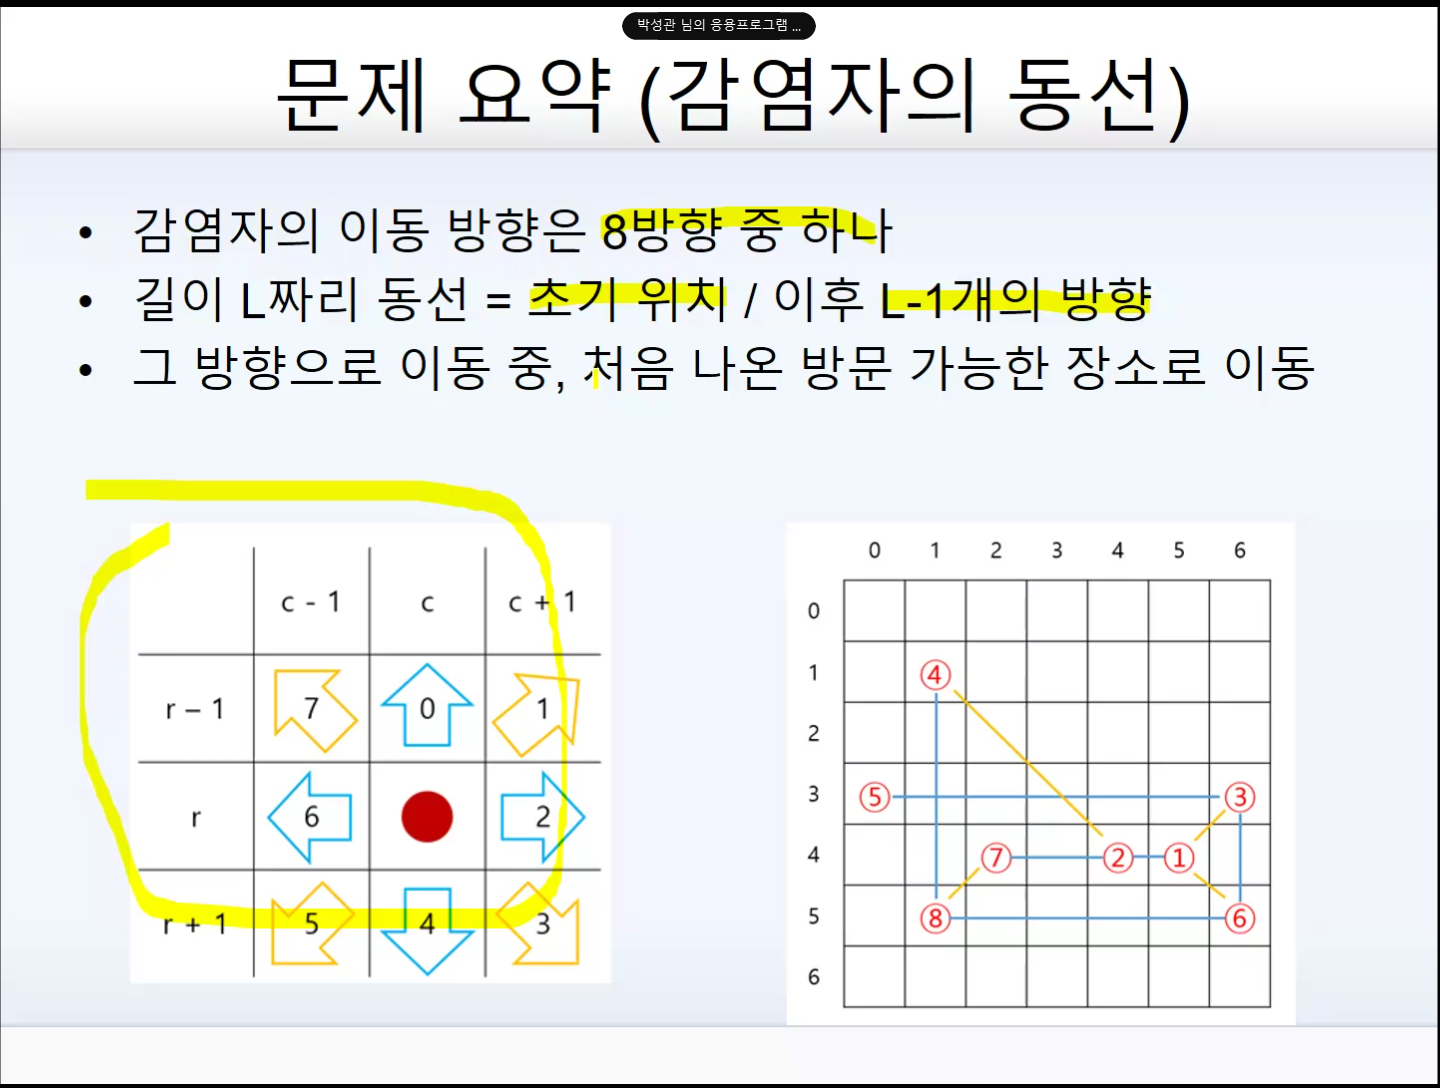 박성관 님의 응용프로그램 ...
문제 요약 (감염자의 동선)
• 감염자의 이동 방향은 8방향 중 하나
• 길이 L짜리 동선 = 초기 위치 / 이후 L-1개의 방향
• 그 방향으로 이동 중, 처음 나온 방문 가능한 장소로 이동
c - 1 c c + 1
r – 1 7 0 1
r 6 2
r + 1 5 4 3
0 1 2 3 4 5 6
0
1 ④
2
3 ⑤ ③
4 ⑦ ② ①
5 ⑧ ⑥
6